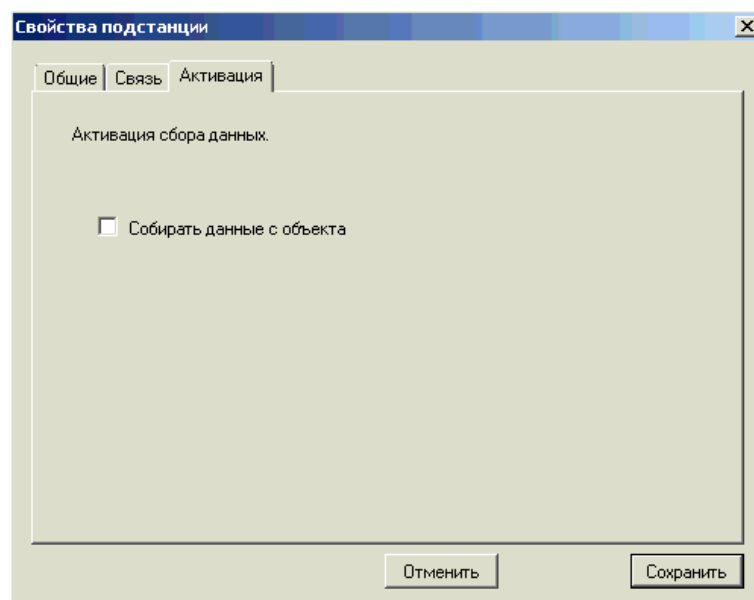 Свойства подстанции
Общие Связь Активация
Активация сбора данных.
Собирать данные с объекта
Отменить Сохранить